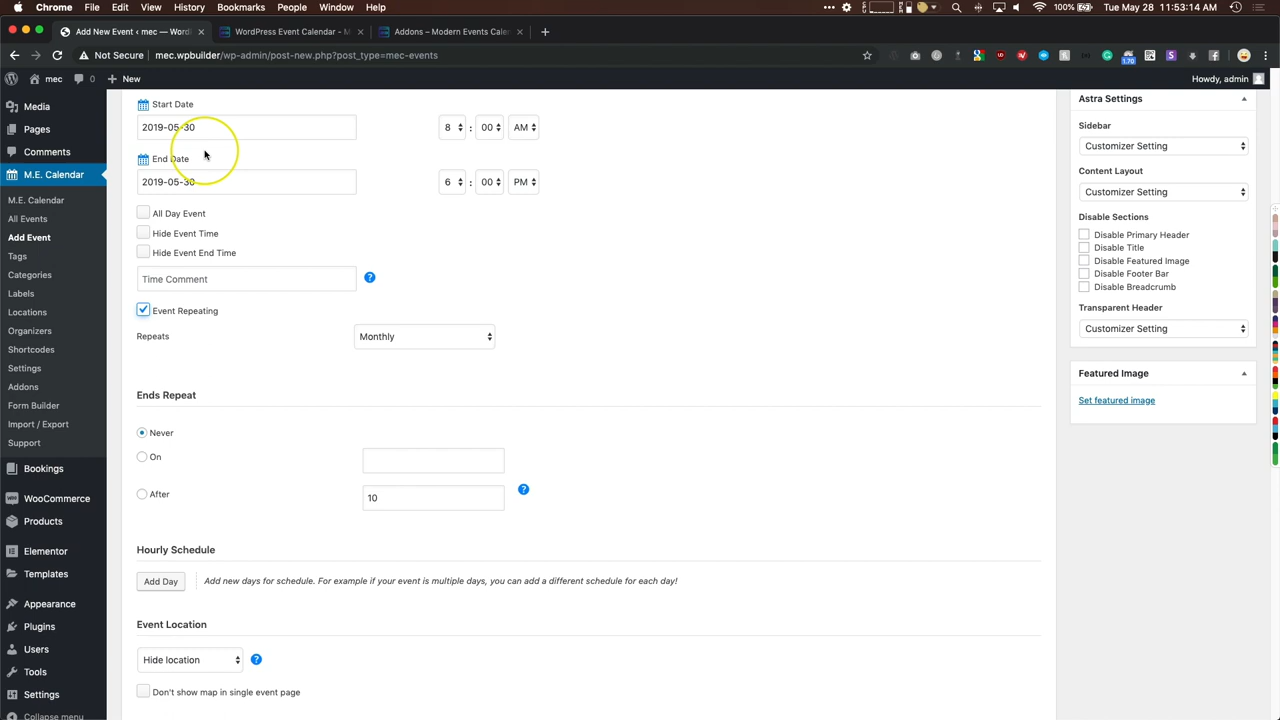 Chrome File Edit View History Bookmarks People Window Help 100% Tue May 28 11:53:14 AM
Add New Event ‹ mec — Word WordPress Event Calendar - M Addons – Modern Events Cale
Not Secure mec.wpbuilder/wp-admin/post-new.php?post_type=mec-events 1.70
mec 0 New Howdy, admin
Media
Pages
Comments
M.E. Calendar
M.E. Calendar
All Events
Add Event
Tags
Categories
Labels
Locations
Organizers
Shortcodes
Settings
Addons
Form Builder
Import / Export
Support
Bookings
WooCommerce
Products
Elementor
Templates
Appearance
Plugins
Users
Tools
Settings
Collapse menu
Start Date
2019-05-30 8 : 00 AM
End Date
2019-05-30 6 : 00 PM
All Day Event
Hide Event Time
Hide Event End Time
Time Comment ?
Event Repeating
Repeats Monthly
Ends Repeat
Never
On
After 10 ?
Hourly Schedule
Add Day Add new days for schedule. For example if your event is multiple days, you can add a different schedule for each day!
Event Location
Hide location ?
Don't show map in single event page
Astra Settings
Sidebar
Customizer Setting
Content Layout
Customizer Setting
Disable Sections
Disable Primary Header
Disable Title
Disable Featured Image
Disable Footer Bar
Disable Breadcrumb
Transparent Header
Customizer Setting
Featured Image
Set featured image